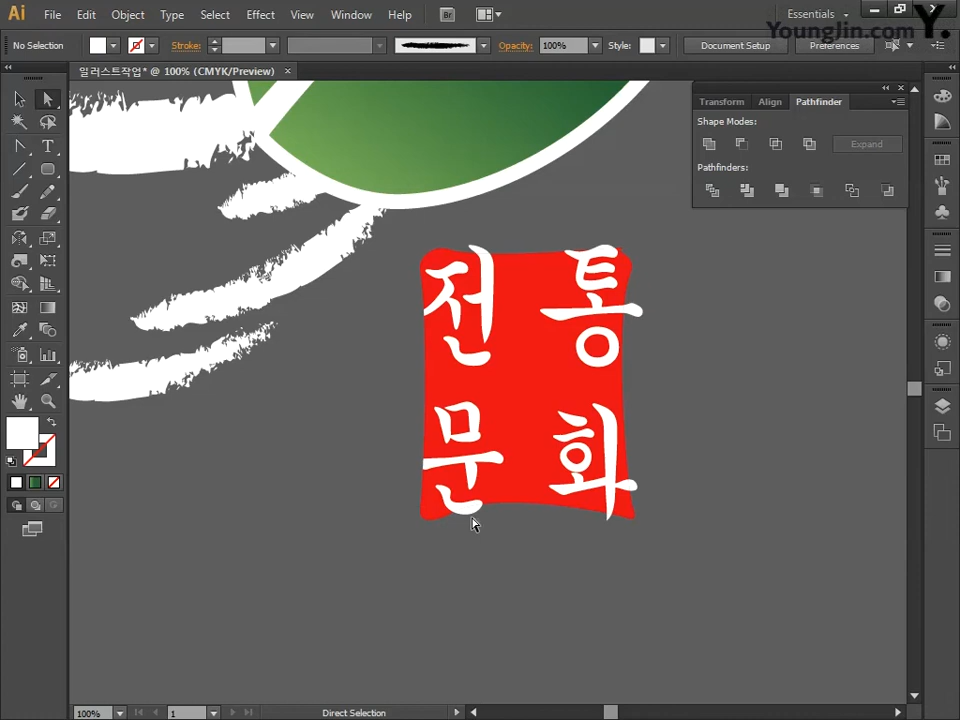 Ai File Edit Object Type Select Effect View Window Help Br Essentials
YoungJin.com Y.
No Selection Stroke: Opacity: 100% Style: Document Setup Preferences
일러스트작업* @ 100% (CMYK/Preview)
Transform Align Pathfinder
Shape Modes:
Expand
Pathfinders:
전 통
문 화
100% 1 Direct Selection